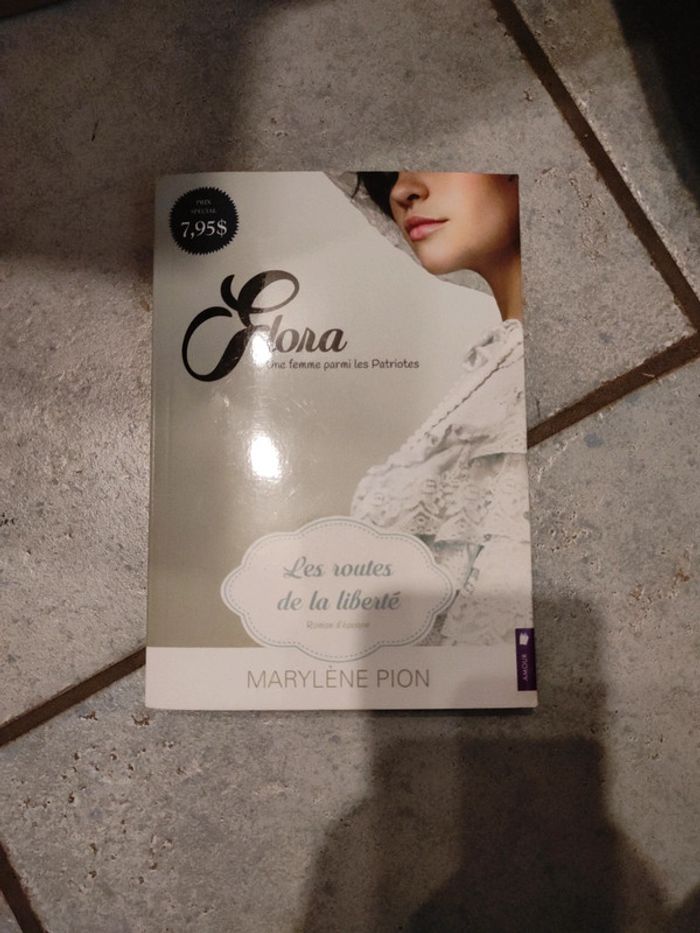 PRIX
SPÉCIAL
7,95$
Flora
Une femme parmi les Patriotes
Les routes
de la liberté
Roman d'époque
MARYLÈNE PION
AMOUR